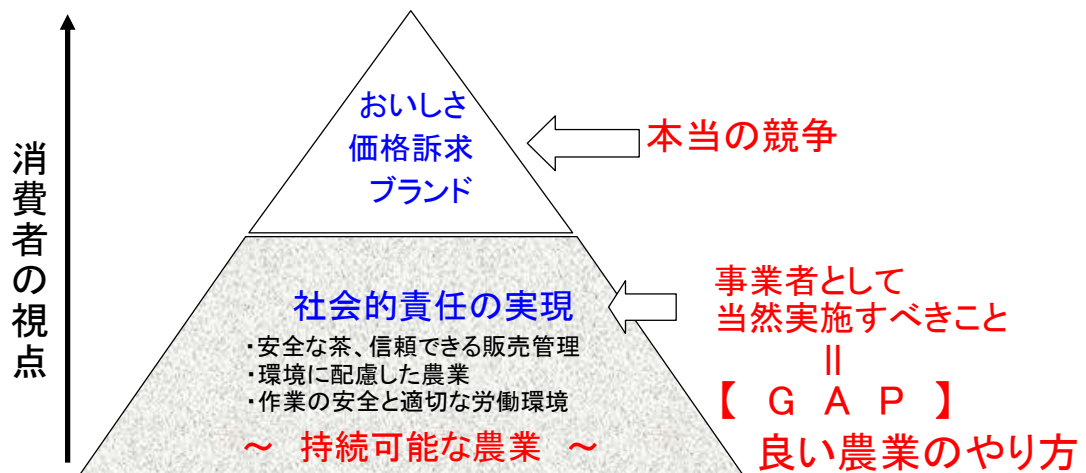 消費者の視点
おいしさ
価格訴求
ブランド
本当の競争
社会的責任の実現
・安全な茶、信頼できる販売管理
・環境に配慮した農業
・作業の安全と適切な労働環境
～ 持続可能な農業 ～
事業者として
当然実施すべきこと
＝
【 G A P 】
良い農業のやり方